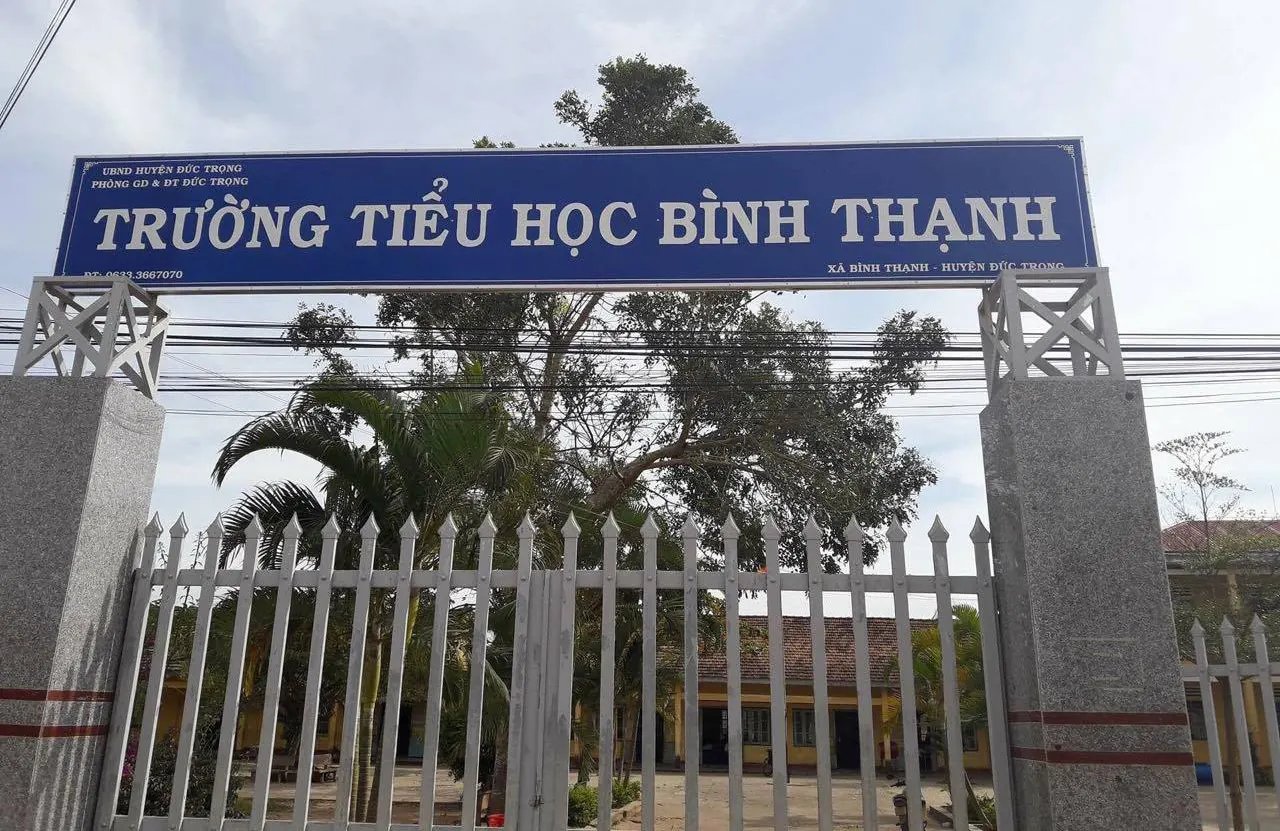 UBND HUYỆN ĐỨC TRỌNG
PHÒNG GD & ĐT ĐỨC TRỌNG
TRƯỜNG TIỂU HỌC BÌNH THẠNH
ĐT: 0633.3667070
XÃ BÌNH THẠNH - HUYỆN ĐỨC TRỌNG